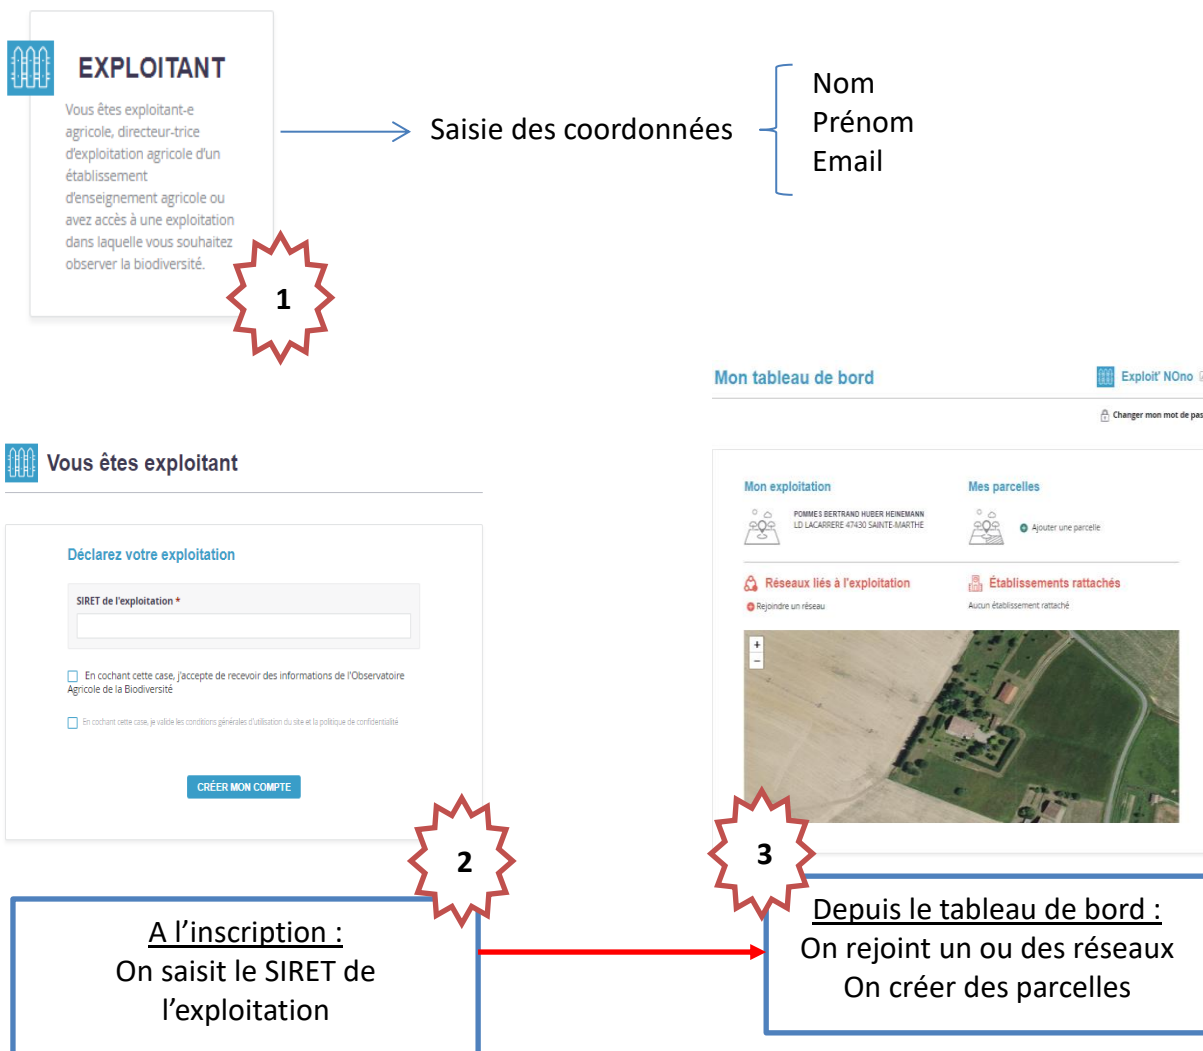 EXPLOITANT
Vous êtes exploitant-e
agricole, directeur-trice
d'exploitation agricole d'un
établissement
d'enseignement agricole ou
avez accès à une exploitation
dans laquelle vous souhaitez
observer la biodiversité.
1
Saisie des coordonnées
Nom
Prénom
Email
Vous êtes exploitant
Déclarez votre exploitation
SIRET de l'exploitation *
En cochant cette case, j'accepte de recevoir des informations de l'Observatoire
Agricole de la Biodiversité
En cochant cette case, je valide les conditions générales d'utilisation du site et la politique de confidentialité
CRÉER MON COMPTE
2
A l'inscription :
On saisit le SIRET de
l'exploitation
Mon tableau de bord
Exploit' NOno
Changer mon mot de pas
Mon exploitation
POMMES BERTRAND HUBER HEINEMANN
LD LACARRERE 47430 SAINTE-MARTHE
Mes parcelles
Ajouter une parcelle
Réseaux liés à l'exploitation
Rejoindre un réseau
Établissements rattachés
Aucun établissement rattaché
+
−
3
Depuis le tableau de bord :
On rejoint un ou des réseaux
On créer des parcelles